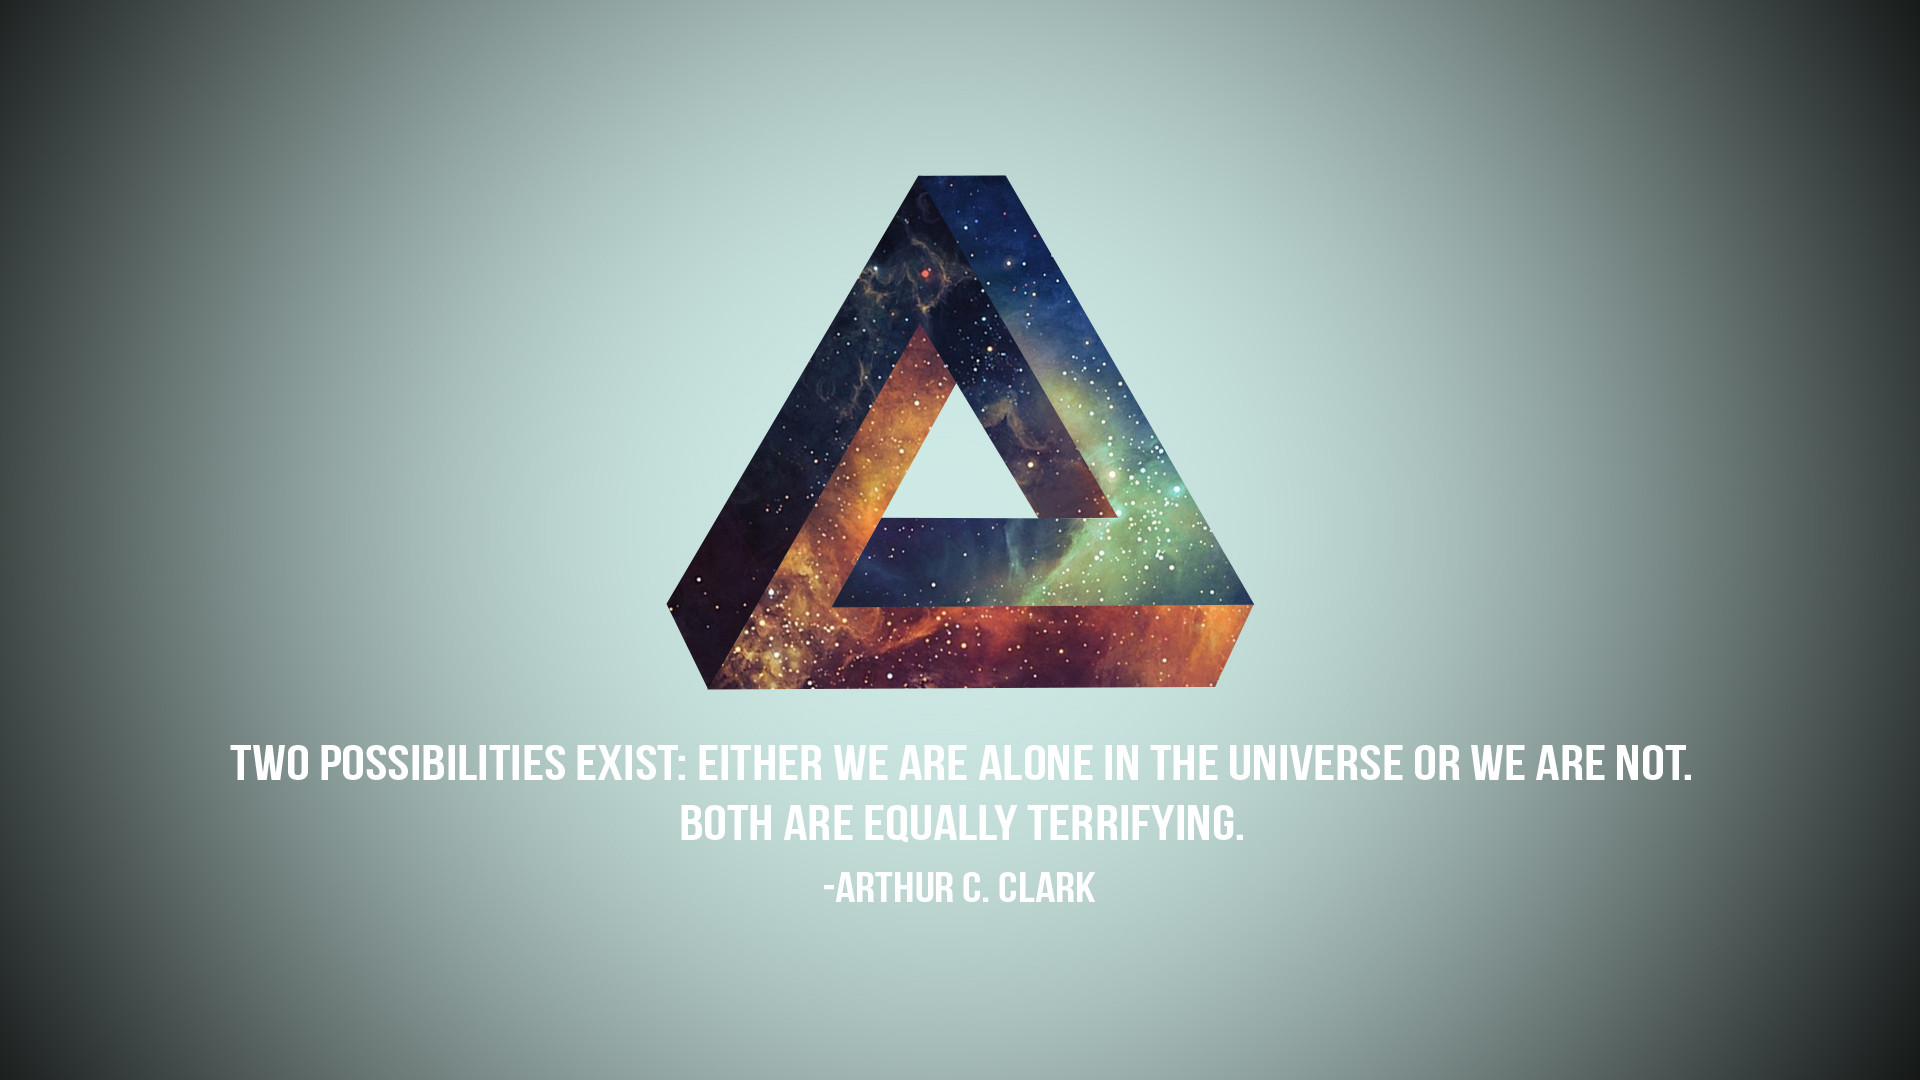 TWO POSSIBILITIES EXIST: EITHER WE ARE ALONE IN THE UNIVERSE OR WE ARE NOT.
BOTH ARE EQUALLY TERRIFYING.
-ARTHUR C. CLARK